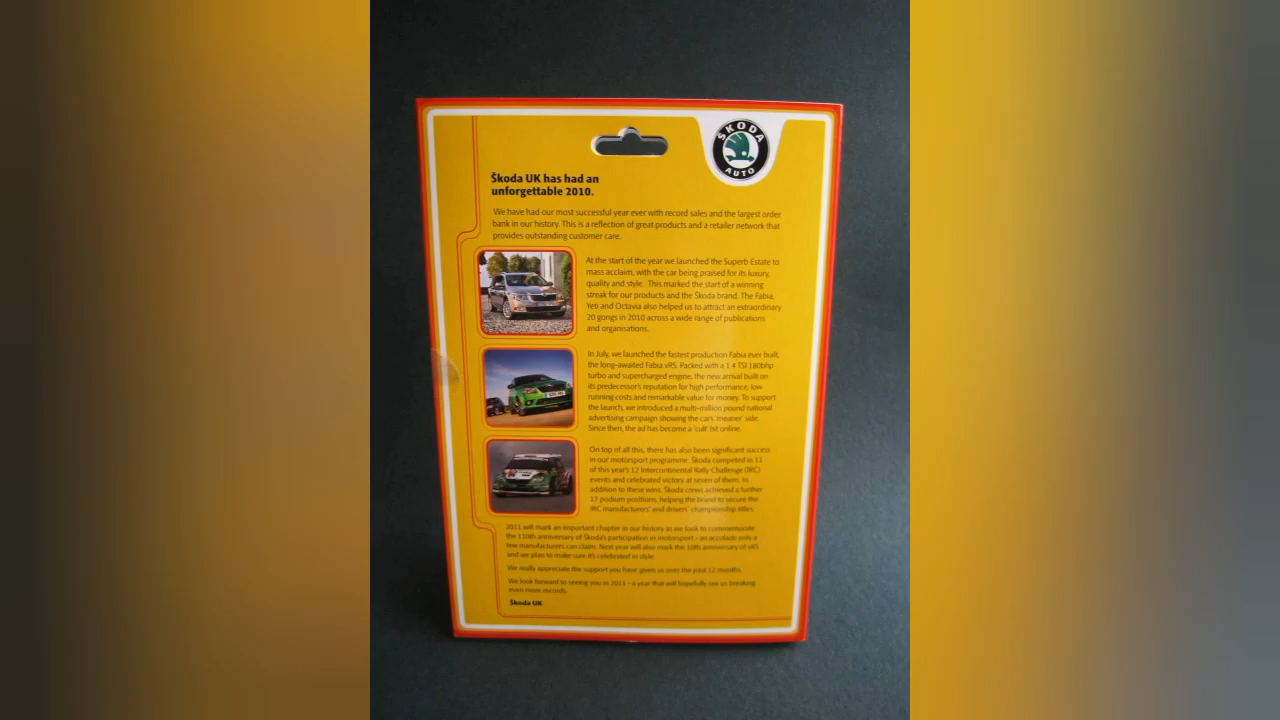 ŠKODA
AUTO
Škoda UK has had an
unforgettable 2010.
We have had our most successful year ever with record sales and the largest order
bank in our history. This is a reflection of great products and a retailer network that
provides outstanding customer care.
At the start of the year we launched the Superb Estate to
mass acclaim, with the car being praised for its luxury,
quality and style. This marked the start of a winning
streak for our products and the Škoda brand. The Fabia,
Yeti and Octavia also helped us to attract an extraordinary
20 gongs in 2010 across a wide range of publications
and organisations.
In July, we launched the fastest production Fabia ever built,
the long-awaited Fabia vRS. Packed with a 1.4 TSI 180bhp
turbo and supercharged engine, the new arrival built on
its predecessor's reputation for high performance, low
running costs and remarkable value for money. To support
the launch, we introduced a multi-million pound national
advertising campaign showing the car's 'meaner' side.
Since then, the ad has become a 'cult' hit online.
On top of all this, there has also been significant success
in our motorsport programme. Škoda competed in 11
of this year's 12 Intercontinental Rally Challenge (IRC)
events and celebrated victory at seven of them. In
addition to these wins, Škoda crews achieved a further
17 podium positions, helping the brand to secure the
IRC manufacturers' and drivers' championship titles.
2011 will mark an important chapter in our history as we look to commemorate
the 110th anniversary of Škoda's participation in motorsport - an accolade only a
few manufacturers can claim. Next year will also mark the 10th anniversary of vRS
and we plan to make sure it's celebrated in style.
We really appreciate the support you have given us over the past 12 months.
We look forward to seeing you in 2011 - a year that will hopefully see us breaking
even more records.
Škoda UK